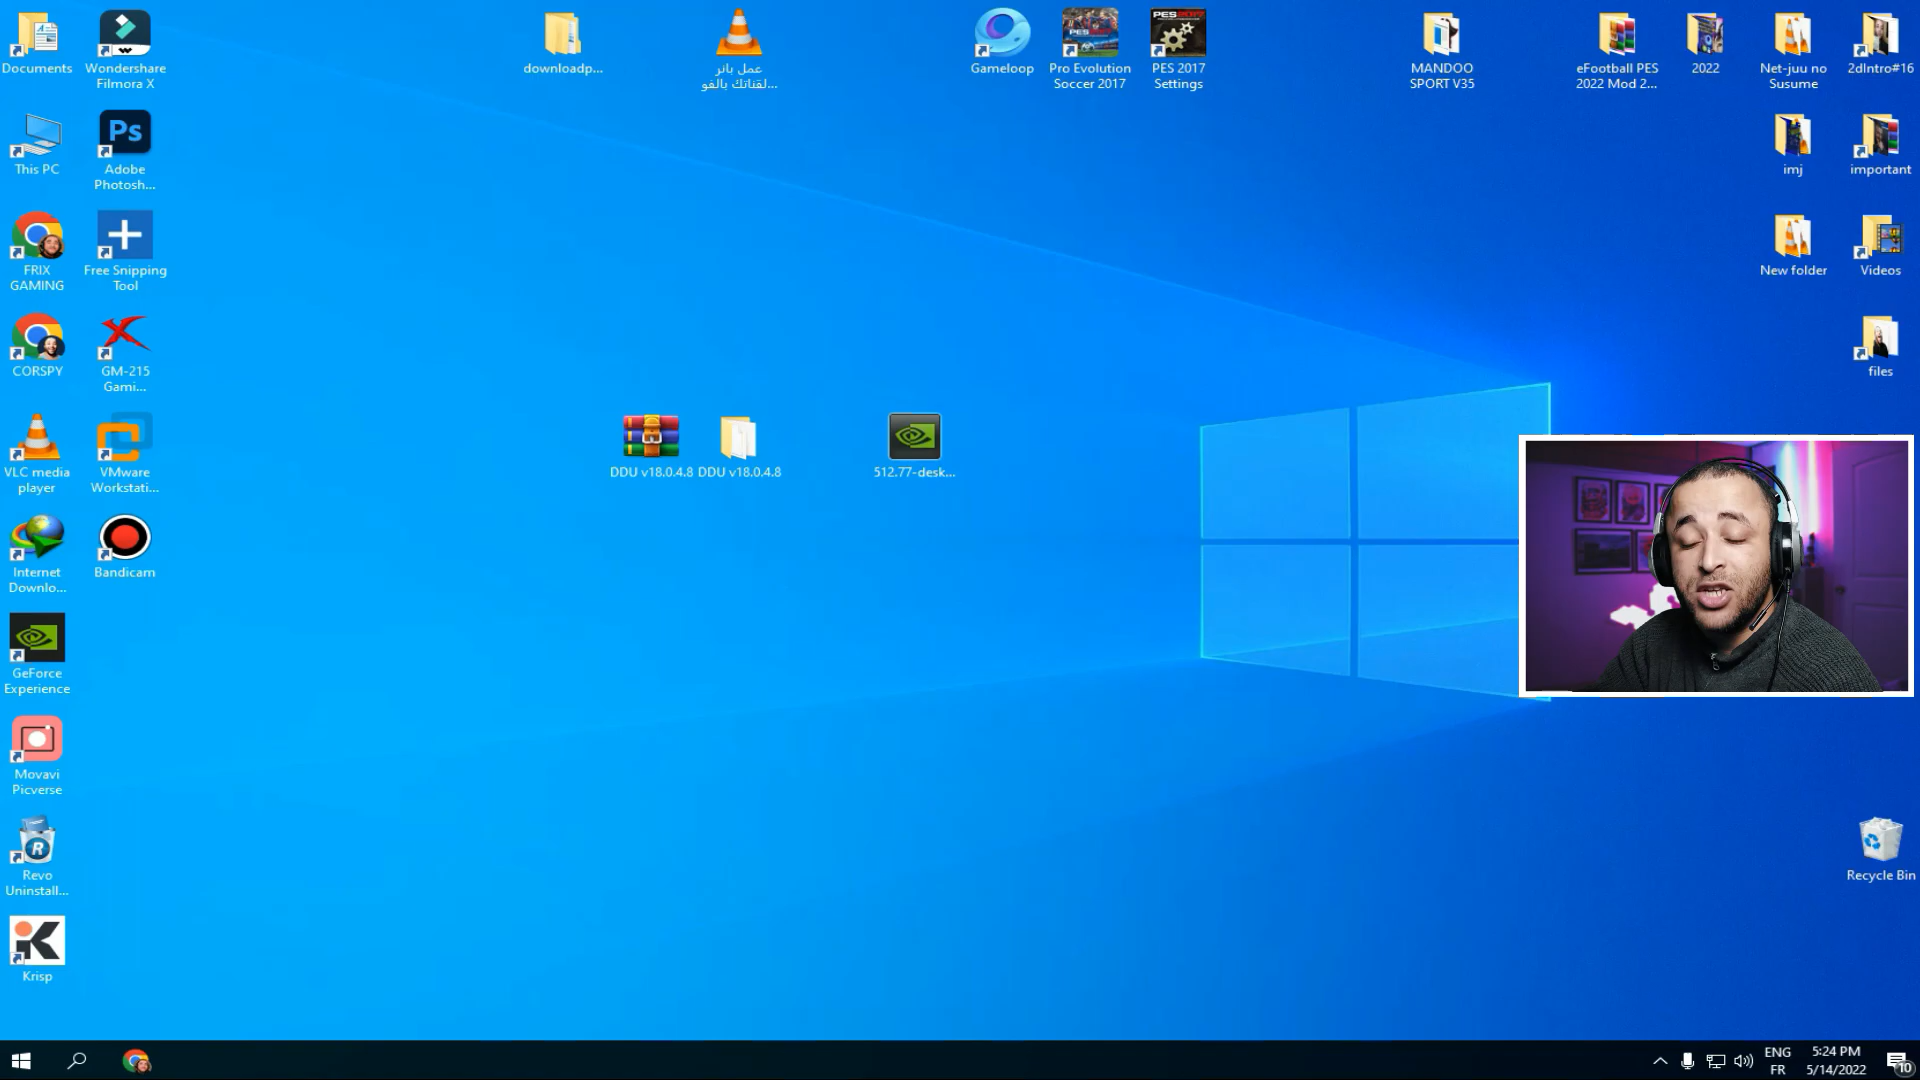 Documents
Wondershare
Filmora X
downloadp...
عمل بانر
لقناتك بالفو...
Gameloop
Pro Evolution
Soccer 2017
PES2017
PES 2017
Settings
MANDOO
SPORT V35
eFootball PES
2022 Mod 2...
2022
Net-juu no
Susume
2dIntro#16
This PC
Ps
Adobe
Photosh...
imj
important
FRIX
GAMING
Free Snipping
Tool
New folder
Videos
CORSPY
GM-215
Gami...
files
VLC media
player
VMware
Workstati...
DDU v18.0.4.8
DDU v18.0.4.8
512.77-desk...
Internet
Downlo...
Bandicam
GeForce
Experience
Movavi
Picverse
R
Revo
Uninstall...
Recycle Bin
Krisp
ENG
FR
5:24 PM
5/14/2022
10